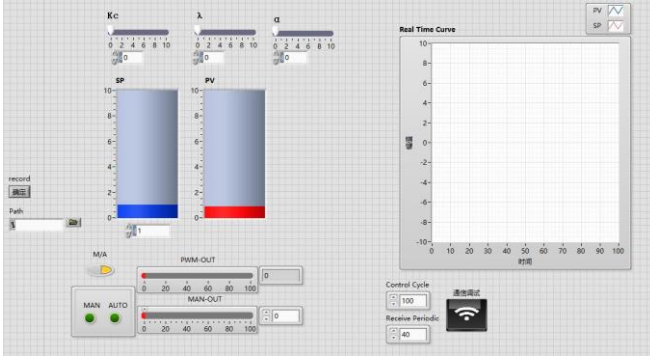 Kc
λ
α
0 2 4 6 8 10
0 2 4 6 8 10
0 2 4 6 8 10
0
0
0
SP
PV
10-
8-
6-
4-
2-
0-
10-
8-
6-
4-
2-
0-
1
record
确定
Path
M/A
PWM-OUT
0 20 40 60 80 100
0
MAN AUTO
MAN-OUT
0 20 40 60 80 100
0
PV
SP
Real Time Curve
10-
8-
6-
4-
2-
0-
-2-
-4-
-6-
-8-
-10-
幅值
0 10 20 30 40 50 60 70 80 90 100
时间
Control Cycle
100
通信调试
Receive Periodic
40